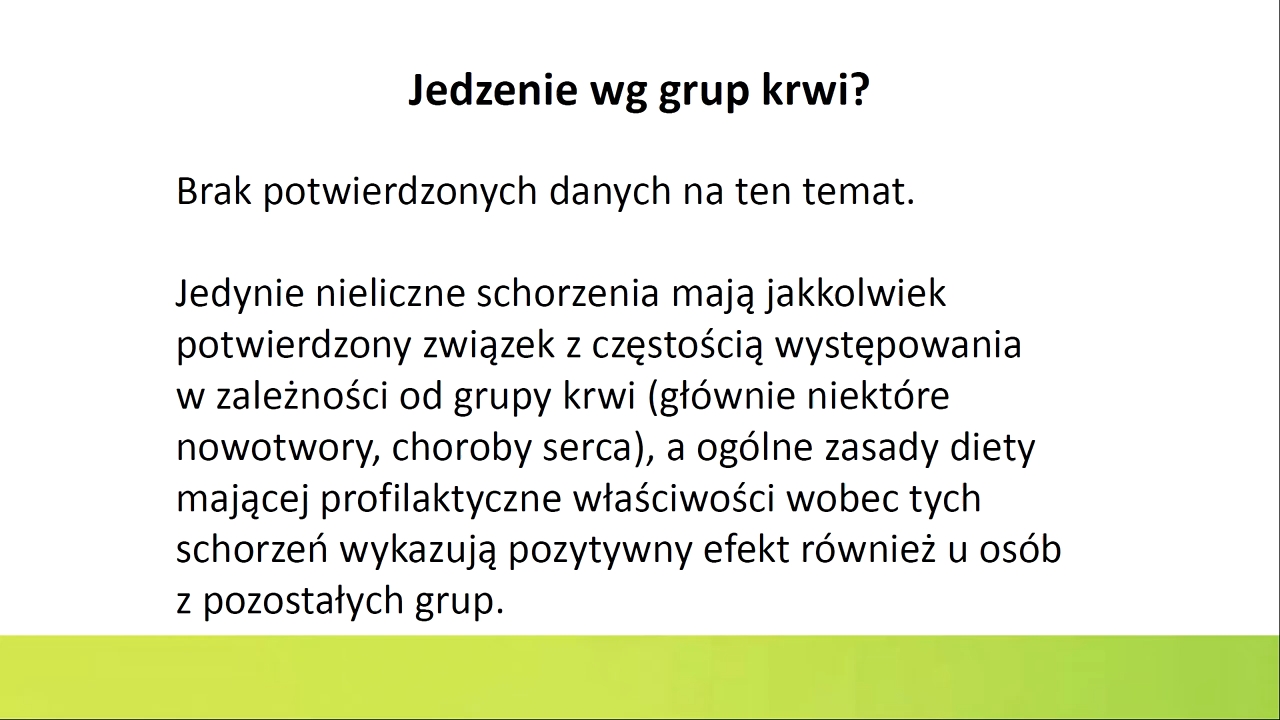 Jedzenie wg grup krwi?
Brak potwierdzonych danych na ten temat.
Jedynie nieliczne schorzenia mają jakkolwiek
potwierdzony związek z częstością występowania
w zależności od grupy krwi (głównie niektóre
nowotwory, choroby serca), a ogólne zasady diety
mającej profilaktyczne właściwości wobec tych
schorzeń wykazują pozytywny efekt również u osób
z pozostałych grup.